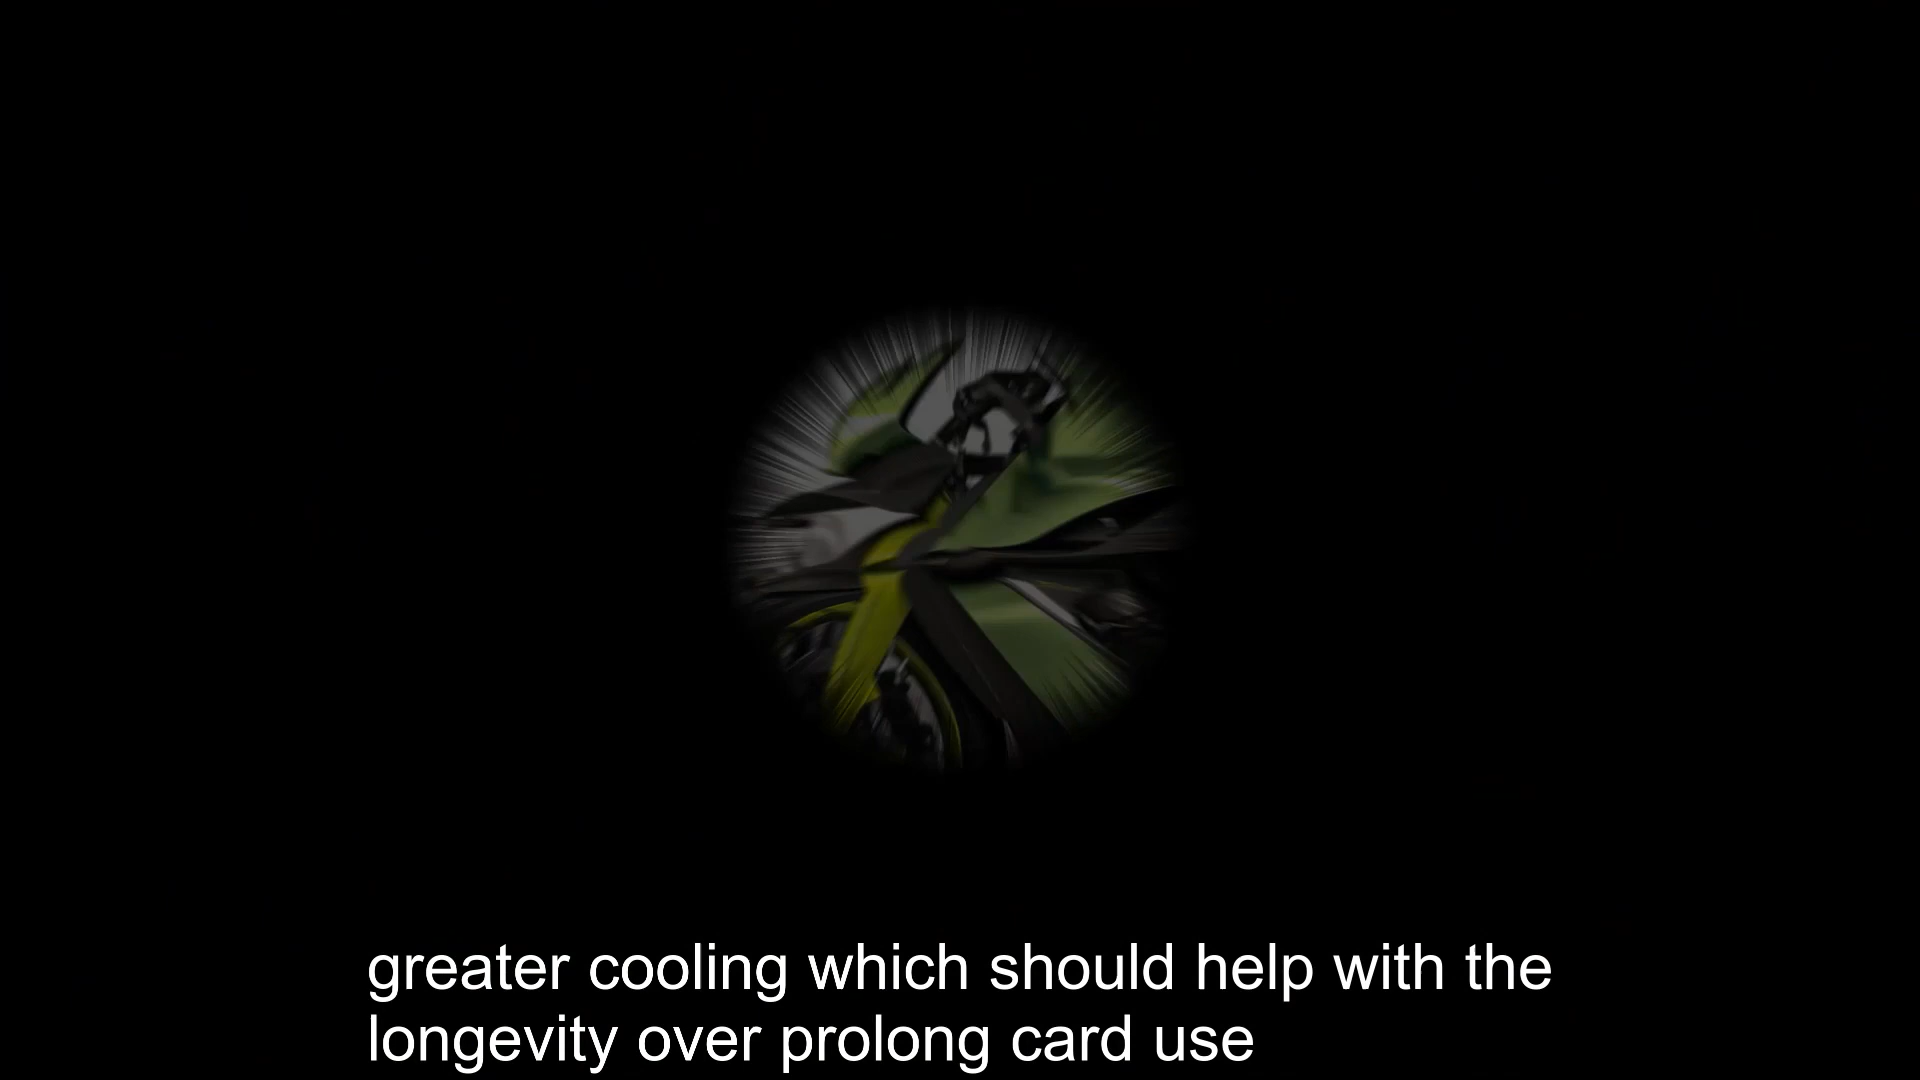 greater cooling which should help with the
longevity over prolong card use